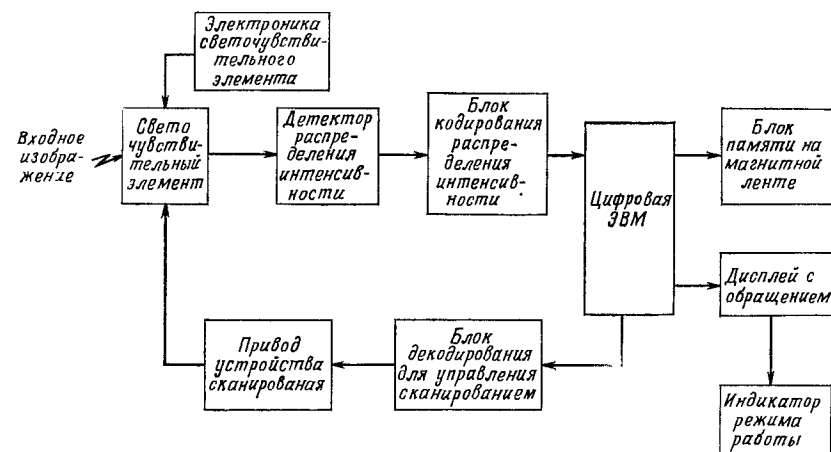 Электроника
светочувстви-
тельного
элемента
Входное
изобра-
жение
Свето
чувстви-
тельный
элемент
Детектор
распре-
деления
интенсив-
ности
Блок
кодирования
распре-
деления
интенсив-
ности
Цифровая
ЭВМ
Блок
памяти на
магнитной
ленте
Дисплей с
обращением
Привод
устройства
сканированая
Блок
декодирования
для управления
сканированием
Индикатор
режима
работы